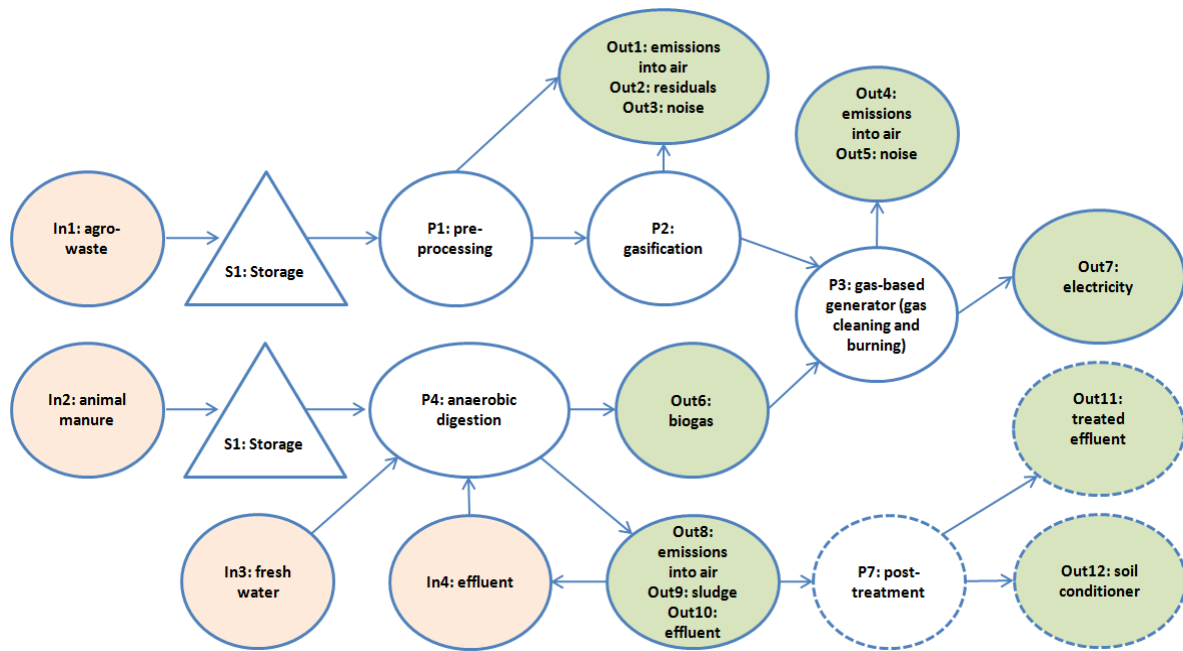 Out1: emissions
into air
Out2: residuals
Out3: noise
Out4:
emissions
into air
Out5: noise
In1: agro-
waste
S1: Storage
P1: pre-
processing
P2:
gasification
P3: gas-based
generator (gas
cleaning and
burning)
Out7:
electricity
In2: animal
manure
S1: Storage
P4: anaerobic
digestion
Out6:
biogas
Out11:
treated
effluent
In3: fresh
water
In4: effluent
Out8:
emissions
into air
Out9: sludge
Out10:
effluent
P7: post-
treatment
Out12: soil
conditioner